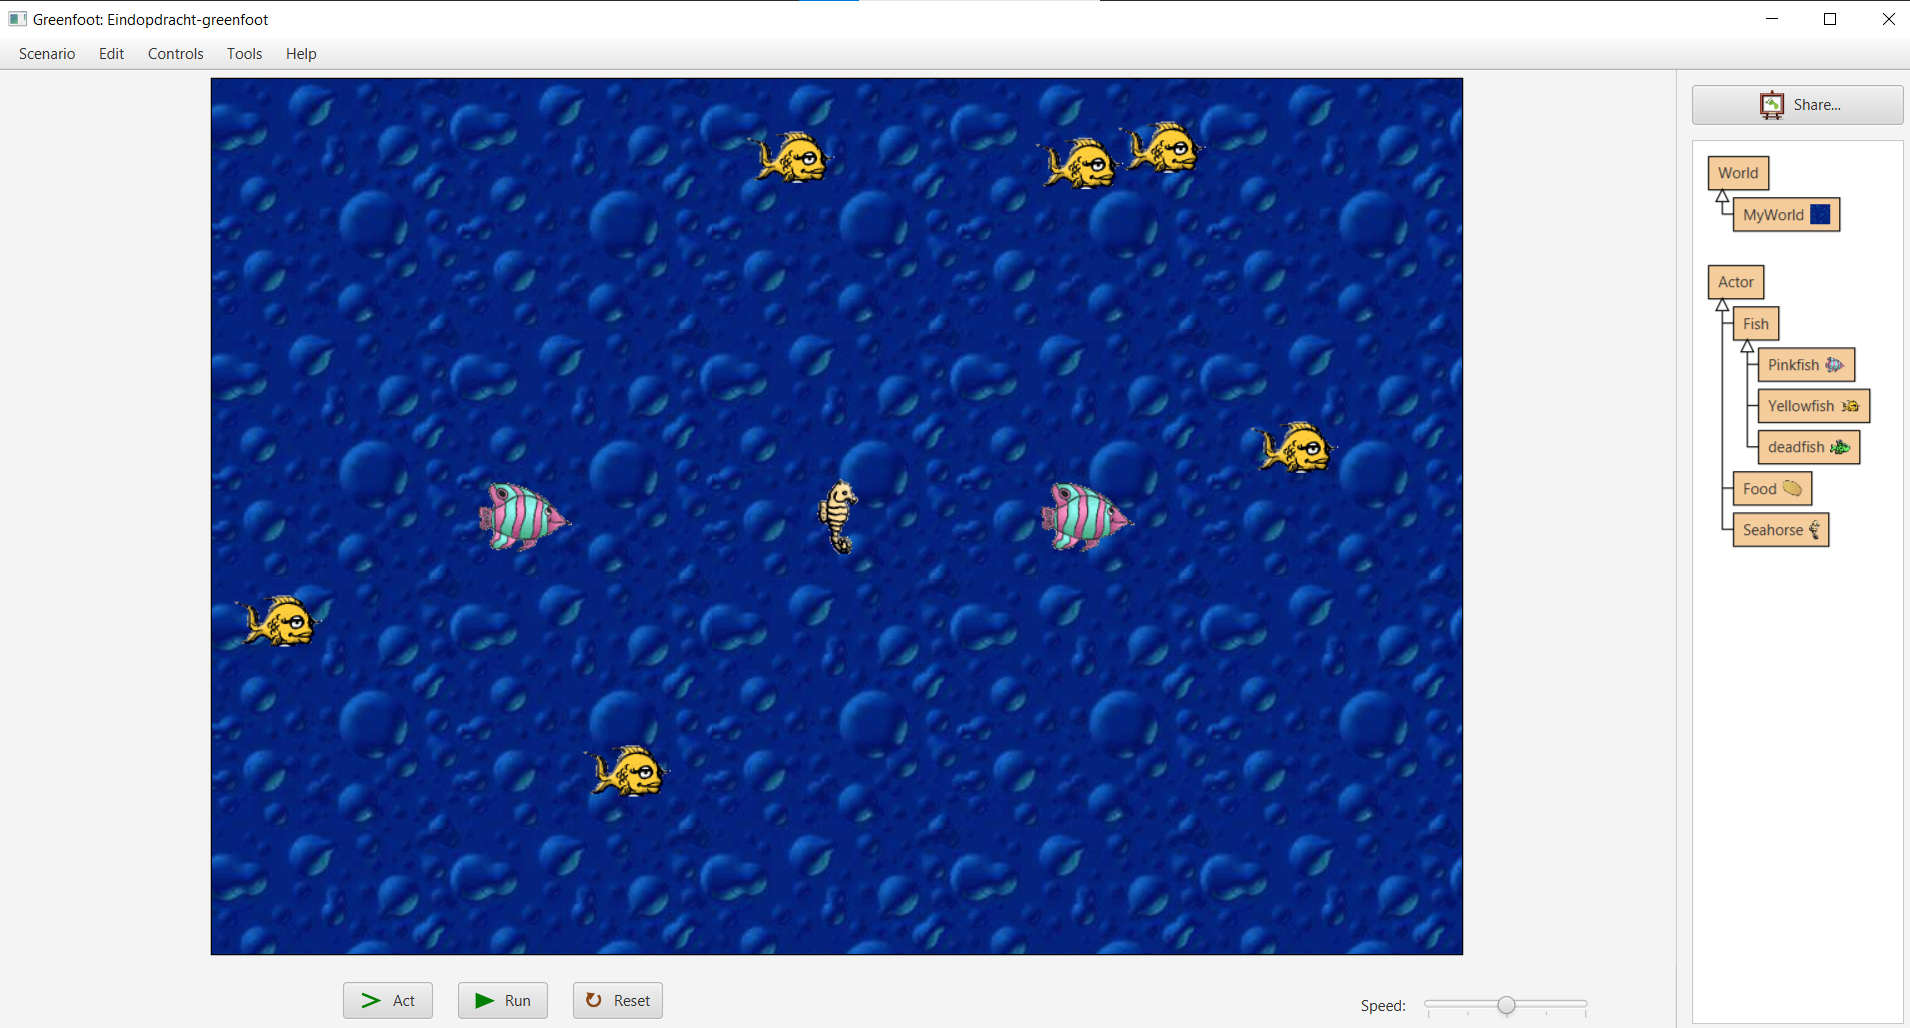 Greenfoot: Eindopdracht-greenfoot
Scenario Edit Controls Tools Help
Share...
World
MyWorld
Actor
Fish
Pinkfish
Yellowfish
deadfish
Food
Seahorse
Act Run Reset Speed: